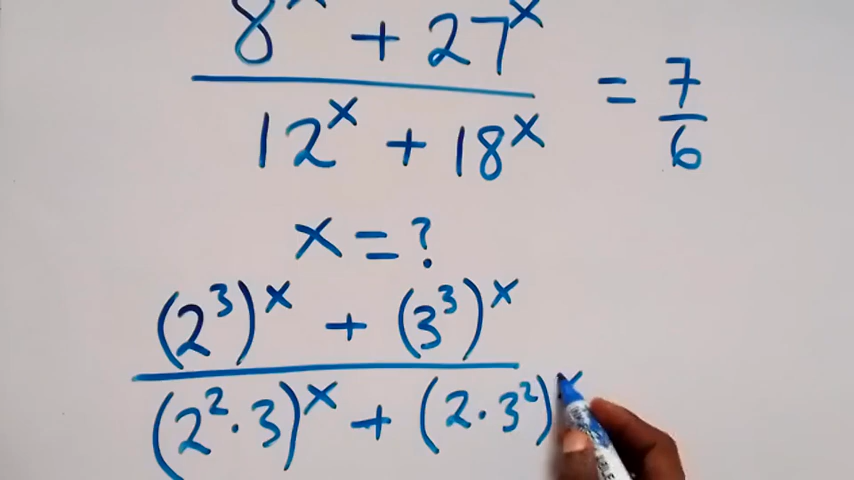 8^x + 27^x
12^x + 18^x
= 7/6
x = ?
(2^3)^x + (3^3)^x
(2^2 · 3)^x + (2 · 3^2)^x